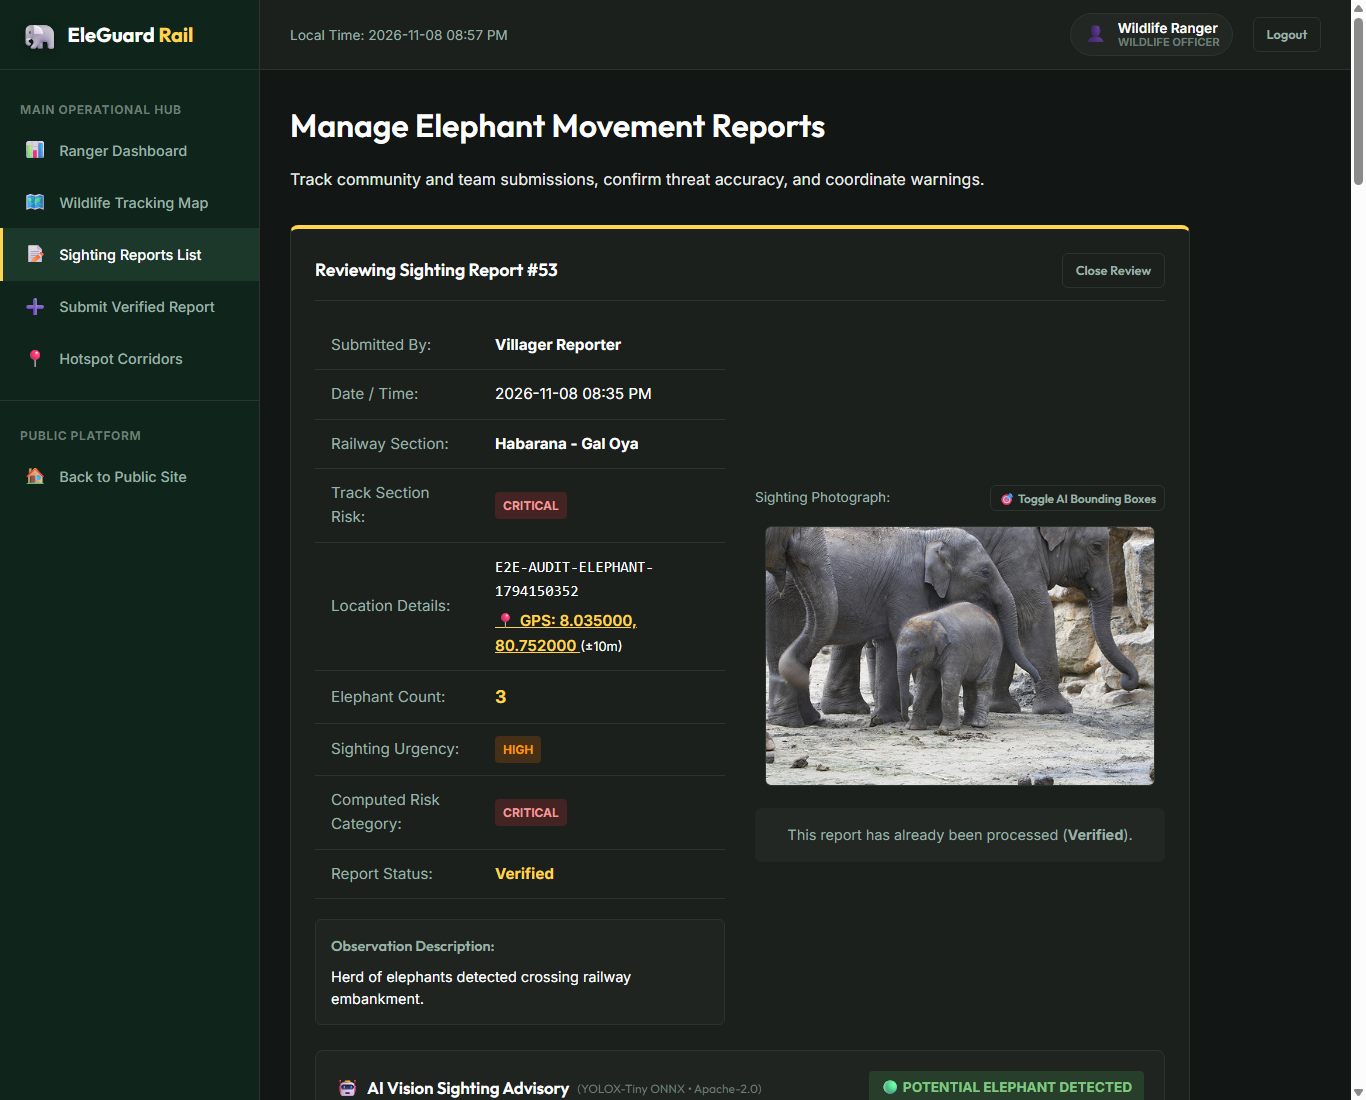 EleGuard Rail
Local Time: 2026-11-08 08:57 PM
Wildlife Ranger
WILDLIFE OFFICER
Logout
MAIN OPERATIONAL HUB
Ranger Dashboard
Wildlife Tracking Map
Sighting Reports List
Submit Verified Report
Hotspot Corridors
PUBLIC PLATFORM
Back to Public Site
Manage Elephant Movement Reports
Track community and team submissions, confirm threat accuracy, and coordinate warnings.
Reviewing Sighting Report #53
Close Review
Submitted By: Villager Reporter
Date / Time: 2026-11-08 08:35 PM
Railway Section: Habarana - Gal Oya
Track Section
Risk:
CRITICAL
Location Details:
E2E-AUDIT-ELEPHANT-
1794150352
GPS: 8.035000,
80.752000 (±10m)
Elephant Count: 3
Sighting Urgency: HIGH
Computed Risk
Category:
CRITICAL
Report Status: Verified
Observation Description:
Herd of elephants detected crossing railway
embankment.
Sighting Photograph:
Toggle AI Bounding Boxes
This report has already been processed (Verified).
AI Vision Sighting Advisory (YOLOX-Tiny ONNX • Apache-2.0)
POTENTIAL ELEPHANT DETECTED